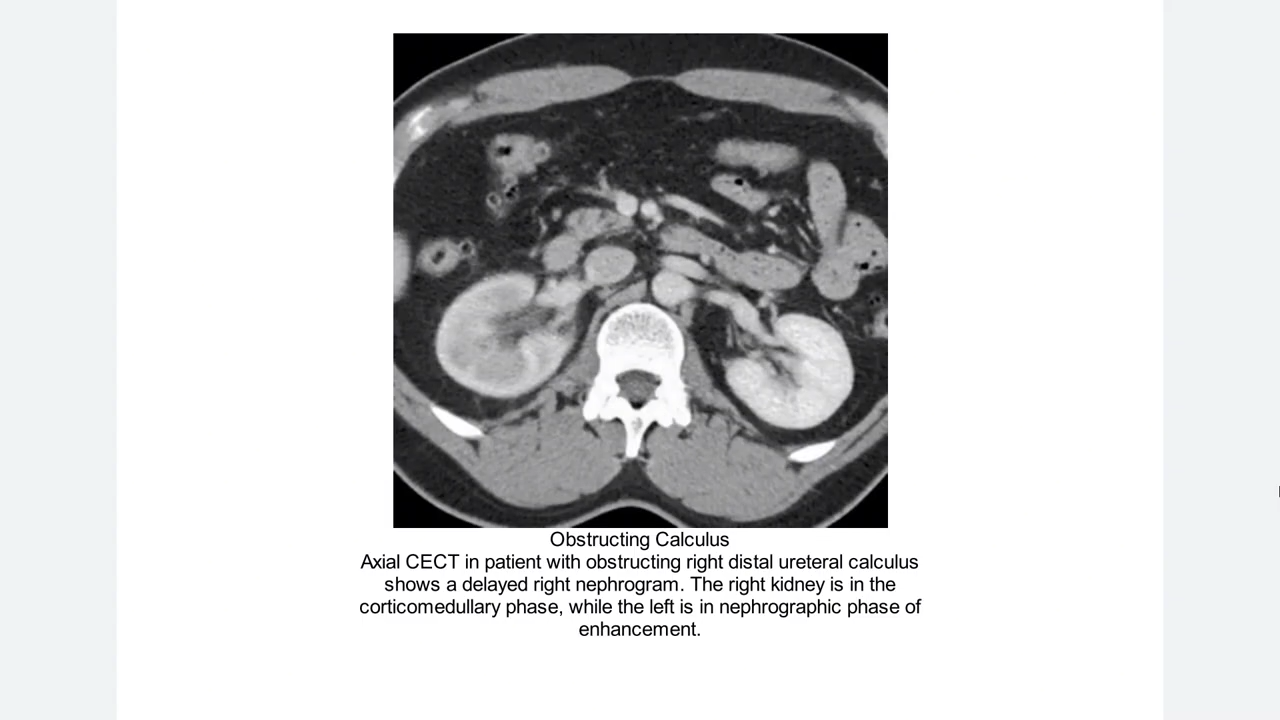 Obstructing Calculus
Axial CECT in patient with obstructing right distal ureteral calculus
shows a delayed right nephrogram. The right kidney is in the
corticomedullary phase, while the left is in nephrographic phase of
enhancement.